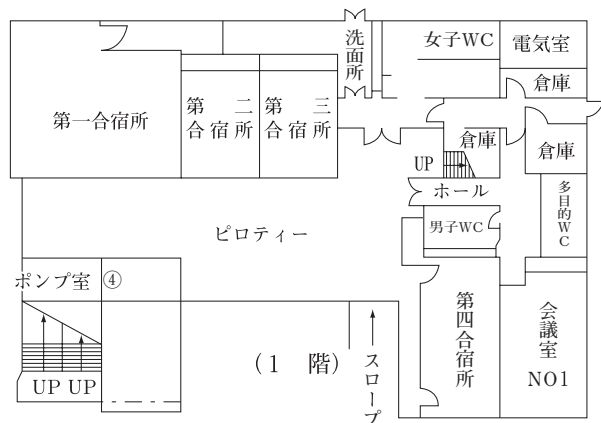 洗面所
女子WC
電気室
倉庫
第一合宿所
第二合宿所
第三合宿所
倉庫
倉庫
UP
ホール
多目的WC
男子WC
ピロティー
ポンプ室
④
第四合宿所
会議室
NO1
(1 階)
スロープ
UP UP